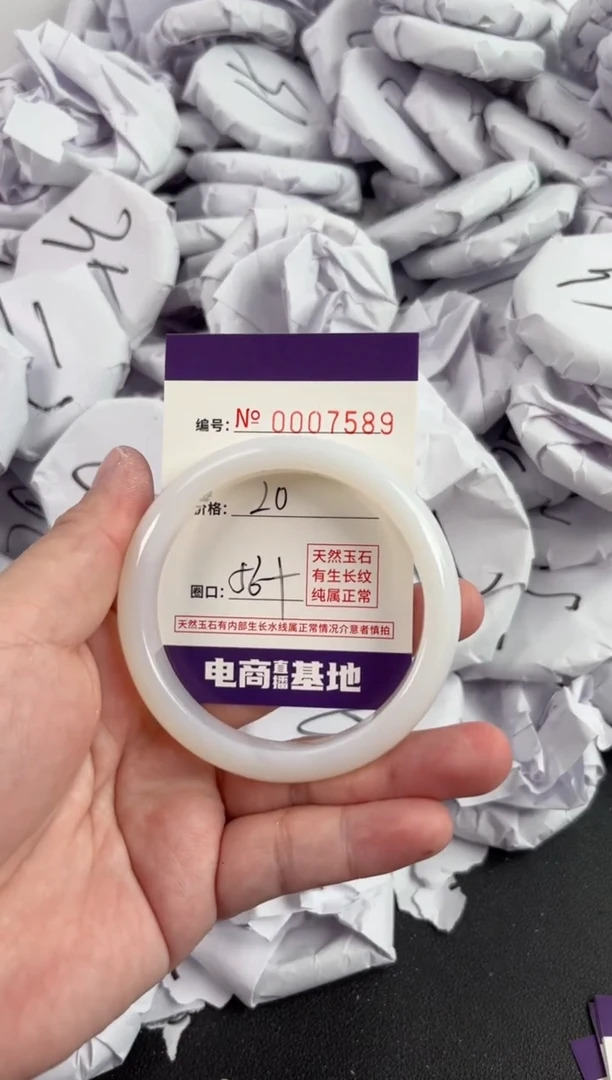 编号: № 0007589
价格: 20
圈口: 56+
天然玉石
有生长纹
纯属正常
天然玉石有内部生长水线属正常情况介意者慎拍
电商直播基地